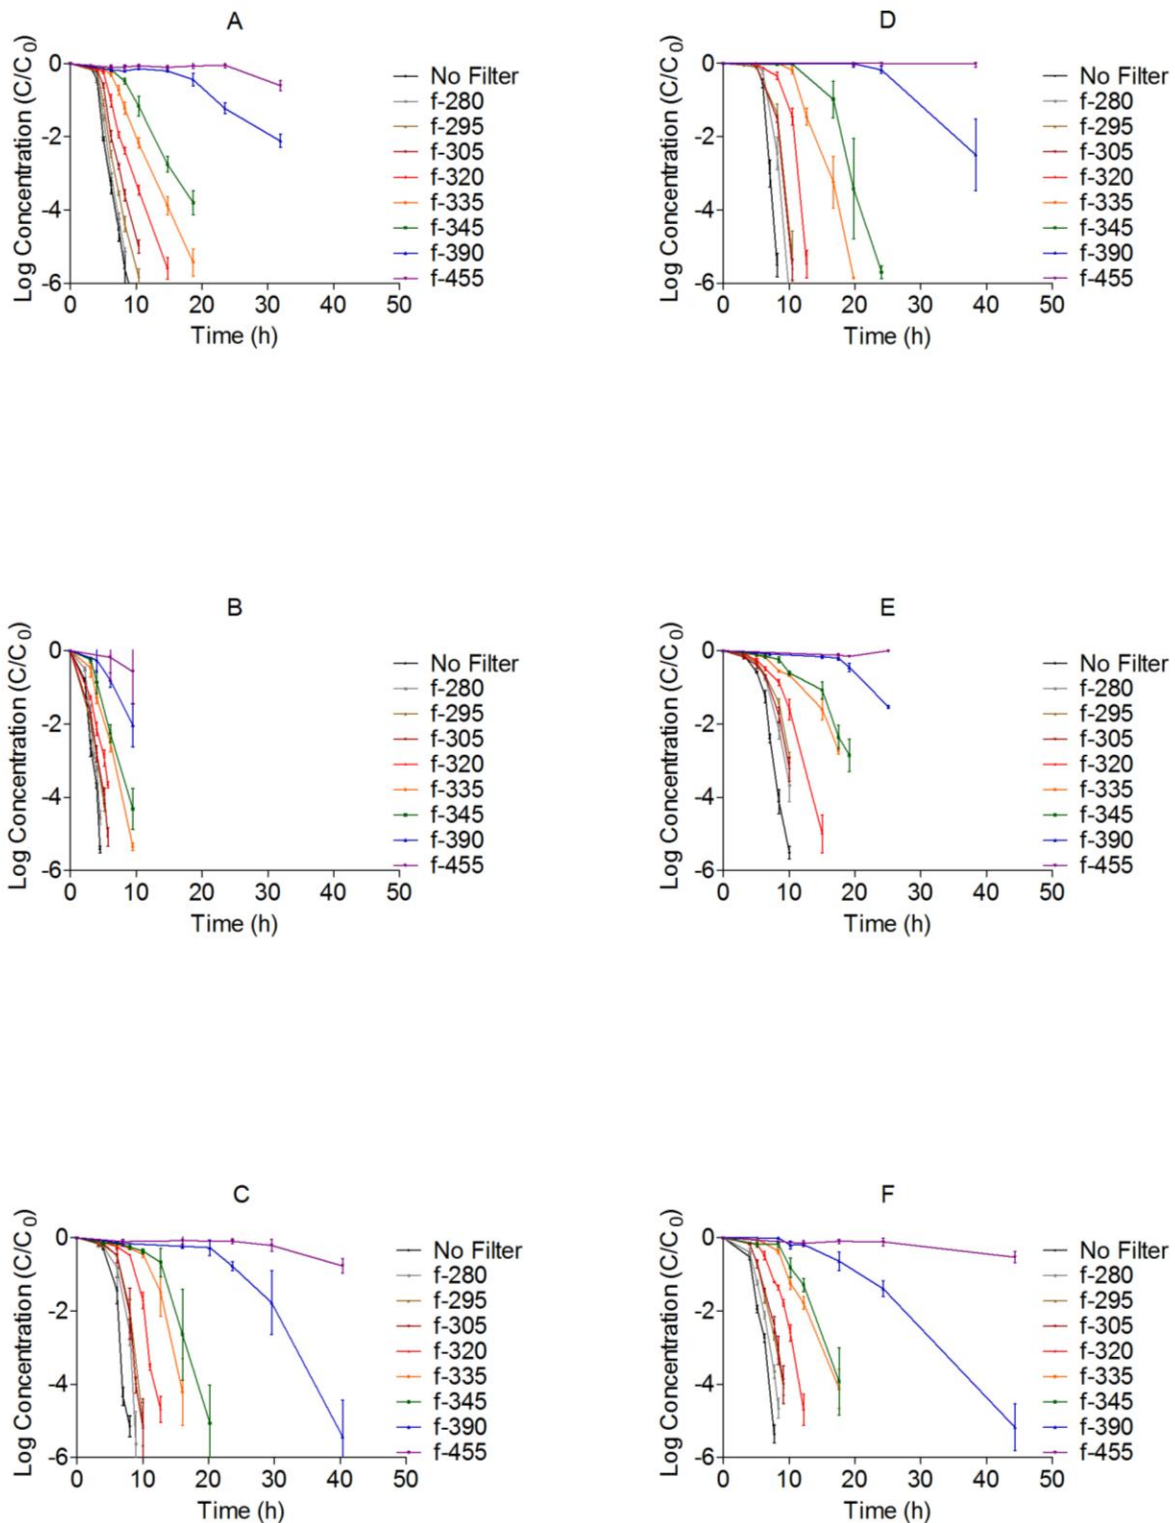 A
Log Concentration (C/C0)
0
-2
-4
-6
0 10 20 30 40 50
Time (h)
No Filter
f-280
f-295
f-305
f-320
f-335
f-345
f-390
f-455
D
Log Concentration (C/C0)
0
-2
-4
-6
0 10 20 30 40 50
Time (h)
No Filter
f-280
f-295
f-305
f-320
f-335
f-345
f-390
f-455
B
Log Concentration (C/C0)
0
-2
-4
-6
0 10 20 30 40 50
Time (h)
No Filter
f-280
f-295
f-305
f-320
f-335
f-345
f-390
f-455
E
Log Concentration (C/C0)
0
-2
-4
-6
0 10 20 30 40 50
Time (h)
No Filter
f-280
f-295
f-305
f-320
f-335
f-345
f-390
f-455
C
Log Concentration (C/C0)
0
-2
-4
-6
0 10 20 30 40 50
Time (h)
No Filter
f-280
f-295
f-305
f-320
f-335
f-345
f-390
f-455
F
Log Concentration (C/C0)
0
-2
-4
-6
0 10 20 30 40 50
Time (h)
No Filter
f-280
f-295
f-305
f-320
f-335
f-345
f-390
f-455